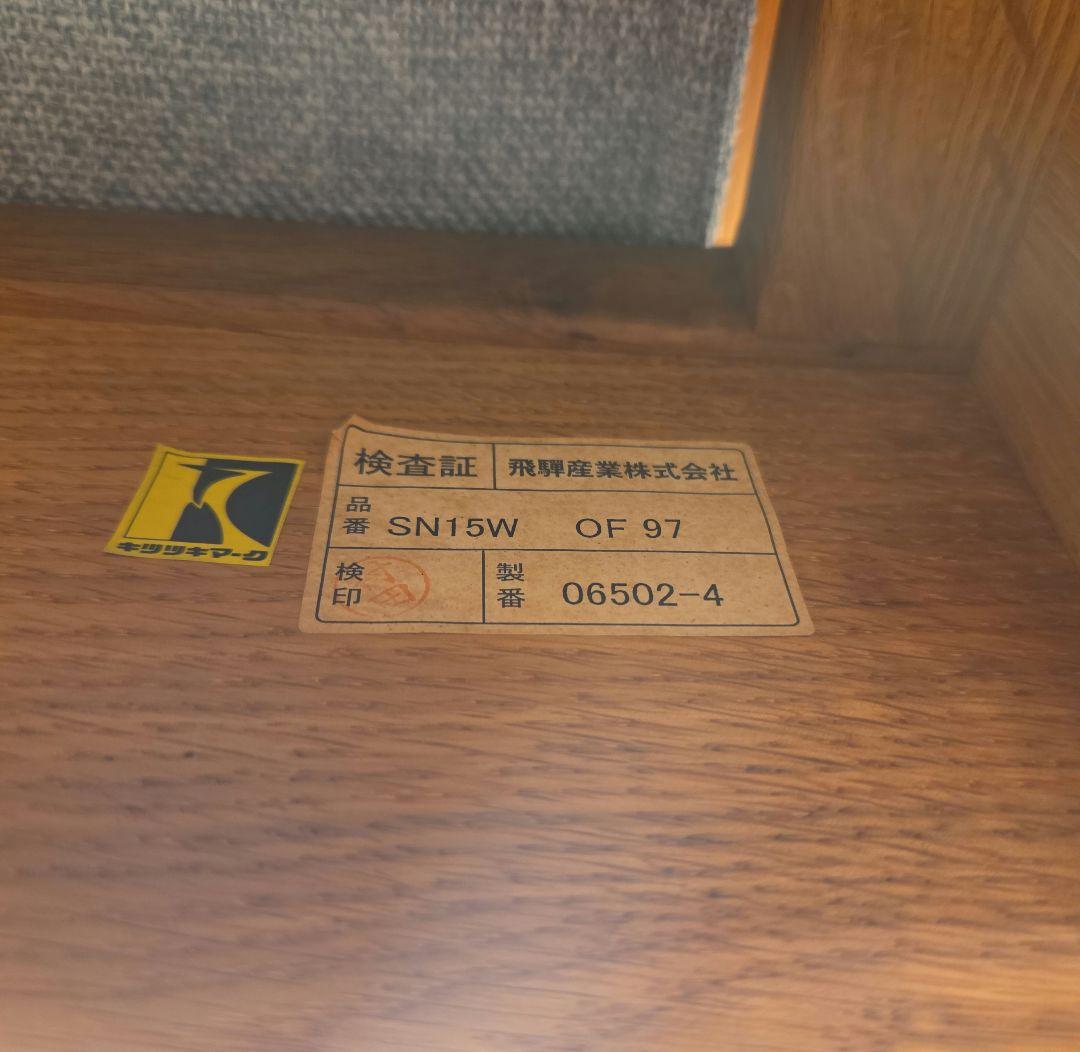 キツツキマーク
検査証 飛騨産業株式会社
品番 SN15W OF 97
検印 製番 06502-4